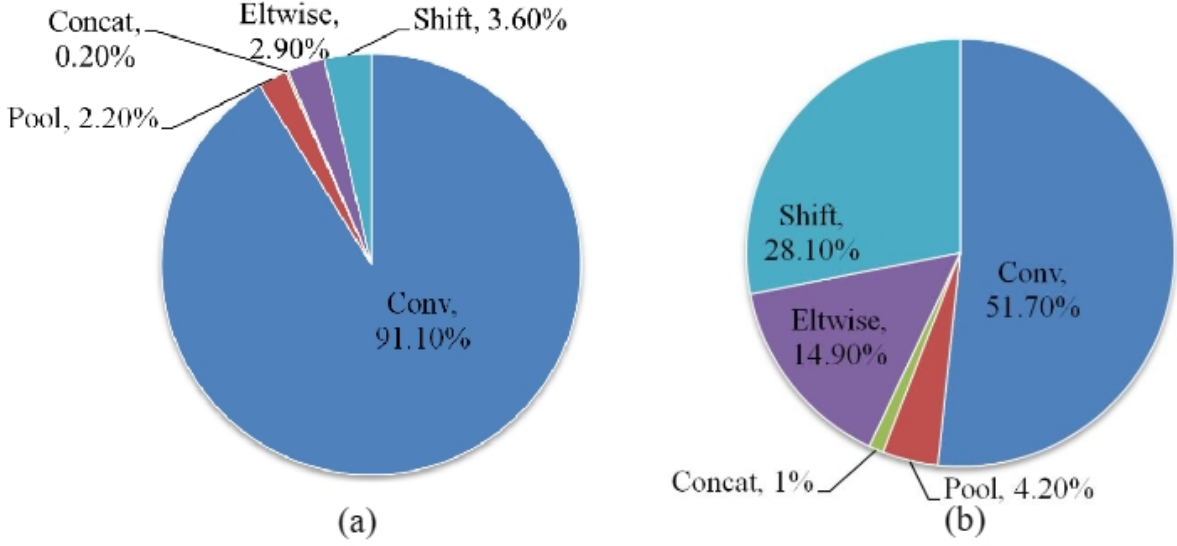 Concat,
0.20%
Eltwise,
2.90%
Shift, 3.60%
Pool, 2.20%
Conv,
91.10%
(a)
Shift,
28.10%
Conv,
51.70%
Eltwise,
14.90%
Concat, 1%
Pool, 4.20%
(b)